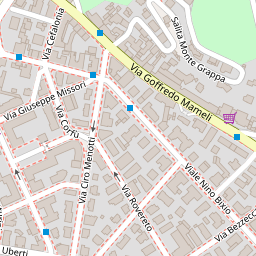 Via Cefalonia
Salita Monte Grappa
Via Goffredo Mameli
Via Giuseppe Missori
Via Corfù
Via Ciro Menotti
Via Rovereto
Viale Nino Bixio
Via Bezzecc
Uberti